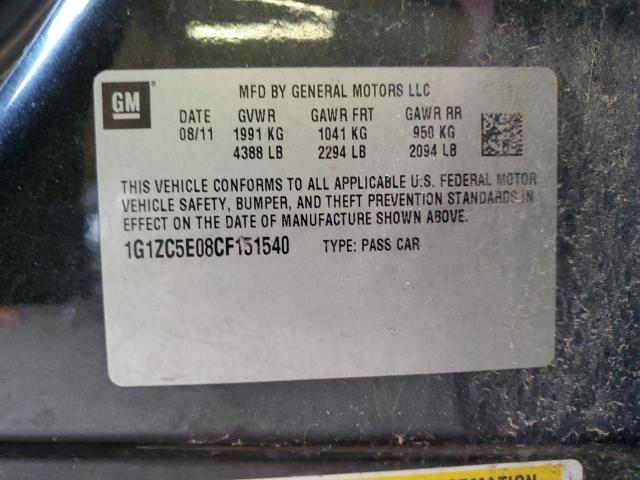 GM
MFD BY GENERAL MOTORS LLC
DATE GVWR GAWR FRT GAWR RR
08/11 1991 KG 1041 KG 950 KG
4388 LB 2294 LB 2094 LB
THIS VEHICLE CONFORMS TO ALL APPLICABLE U.S. FEDERAL MOTOR
VEHICLE SAFETY, BUMPER, AND THEFT PREVENTION STANDARDS IN
EFFECT ON THE DATE OF MANUFACTURE SHOWN ABOVE.
1G1ZC5E08CF151540 TYPE: PASS CAR